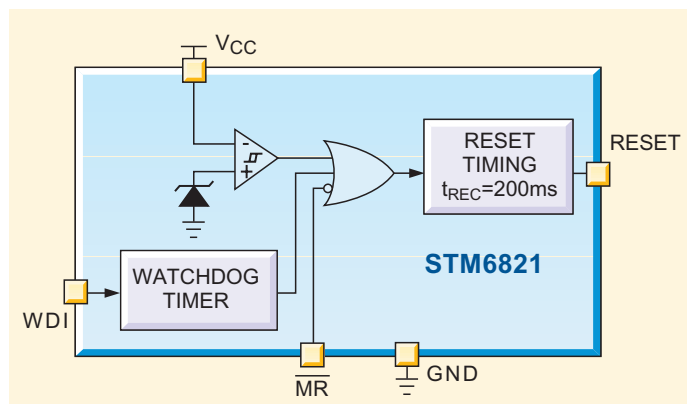 VCC
-
+
RESET
TIMING
tREC=200ms
RESET
STM6821
WATCHDOG
TIMER
WDI
MR
GND